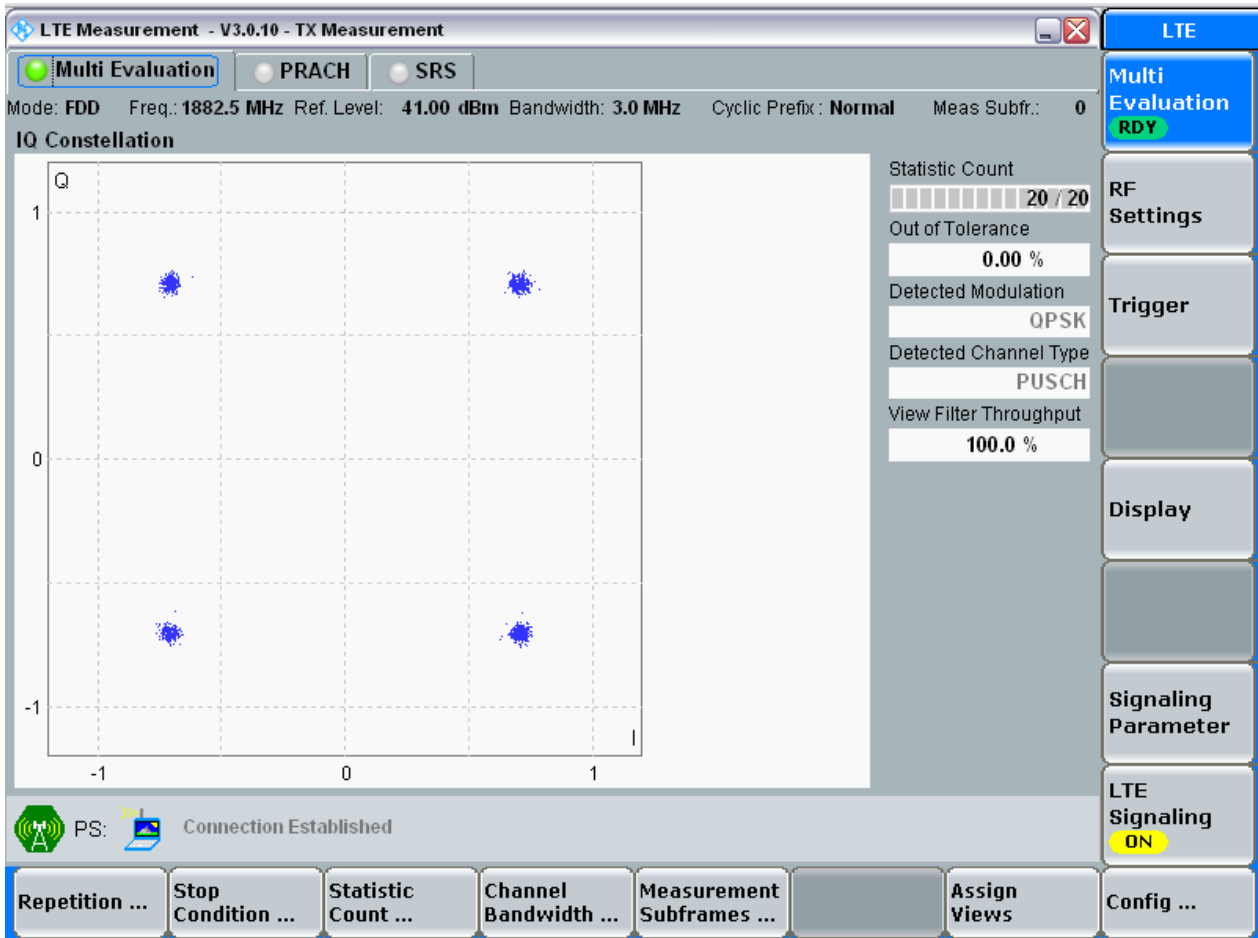 LTE Measurement - V3.0.10 - TX Measurement
LTE
Multi Evaluation PRACH SRS
Multi
Evaluation
RDY
Mode: FDD Freq.: 1882.5 MHz Ref. Level: 41.00 dBm Bandwidth: 3.0 MHz Cyclic Prefix : Normal Meas Subfr.: 0
IQ Constellation
Q
1
0
-1
I
-1 0 1
Statistic Count
20 / 20
Out of Tolerance
0.00 %
Detected Modulation
QPSK
Detected Channel Type
PUSCH
View Filter Throughput
100.0 %
RF
Settings
Trigger
Display
Signaling
Parameter
LTE
Signaling
ON
PS: Connection Established
Repetition ...
Stop
Condition ...
Statistic
Count ...
Channel
Bandwidth ...
Measurement
Subframes ...
Assign
Views
Config ...